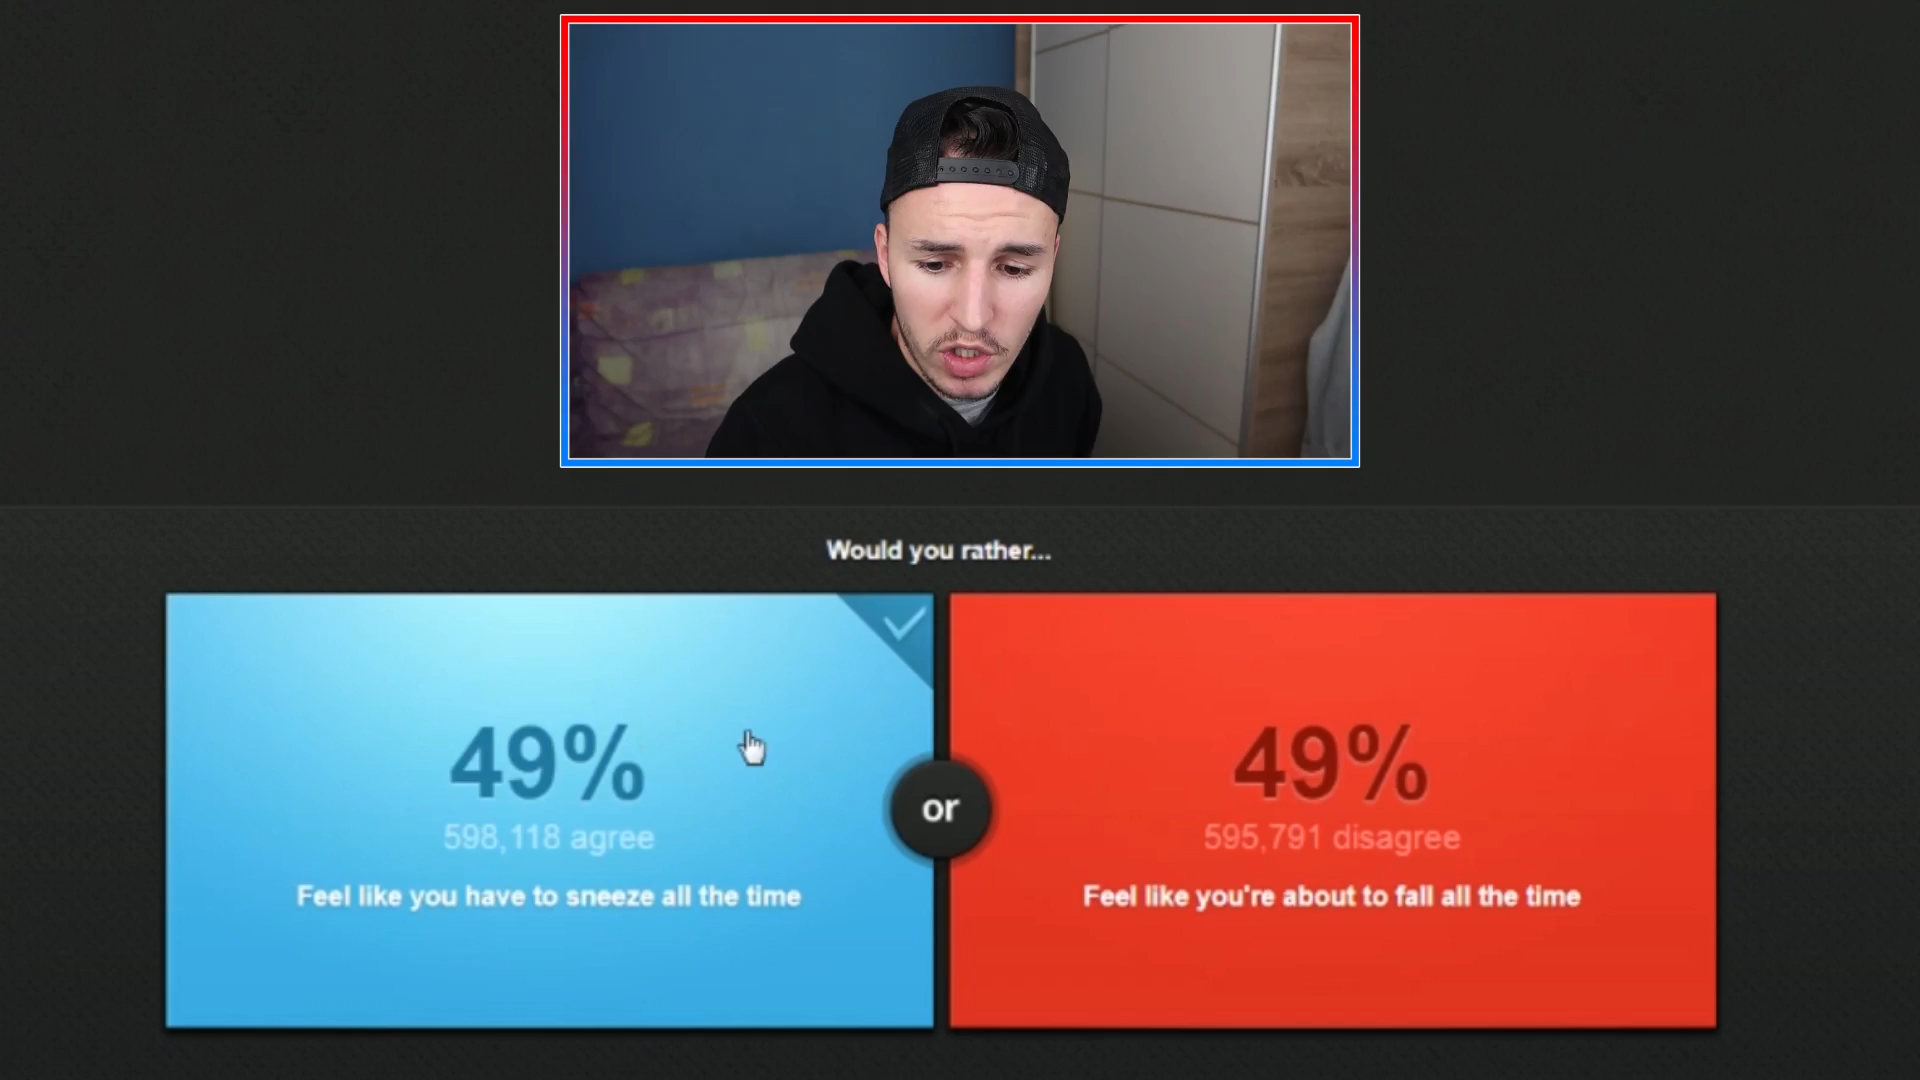 Would you rather...
49%
598,118 agree
Feel like you have to sneeze all the time
or
49%
595,791 disagree
Feel like you're about to fall all the time